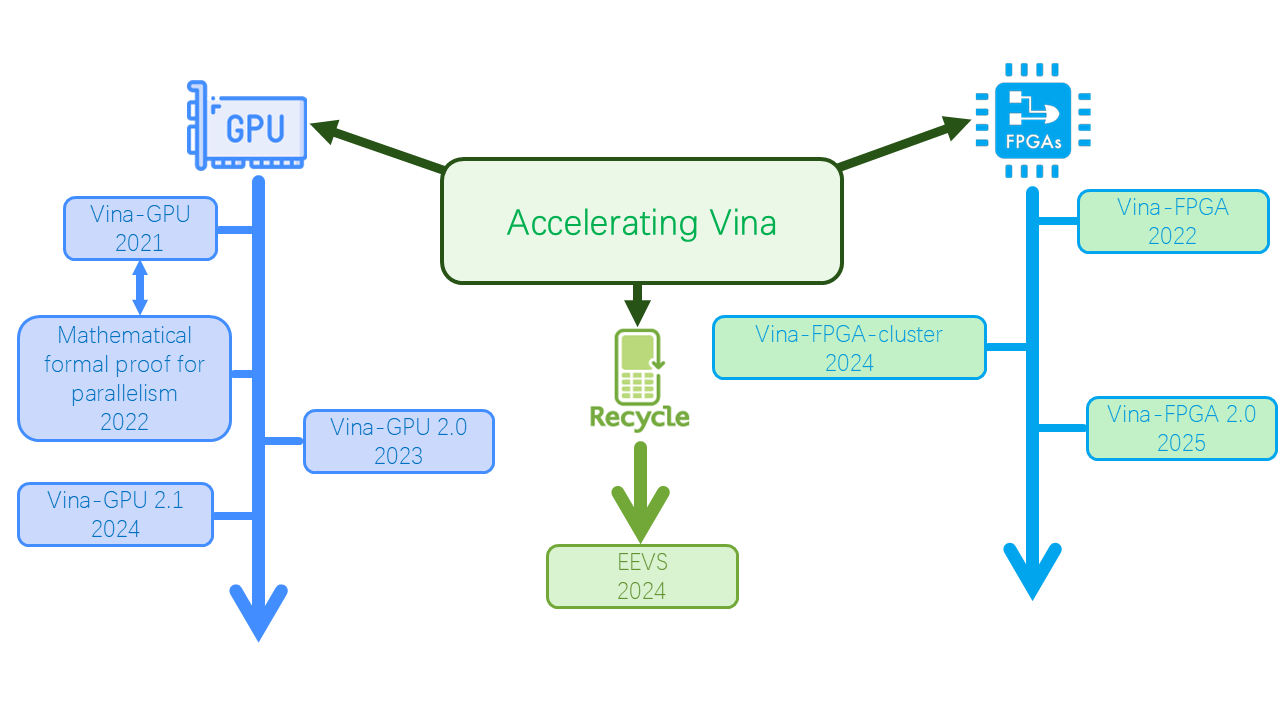 GPU
FPGAs
Accelerating Vina
Vina-GPU
2021
Mathematical
formal proof for
parallelism
2022
Vina-GPU 2.0
2023
Vina-GPU 2.1
2024
Recycle
EEVS
2024
Vina-FPGA
2022
Vina-FPGA-cluster
2024
Vina-FPGA 2.0
2025